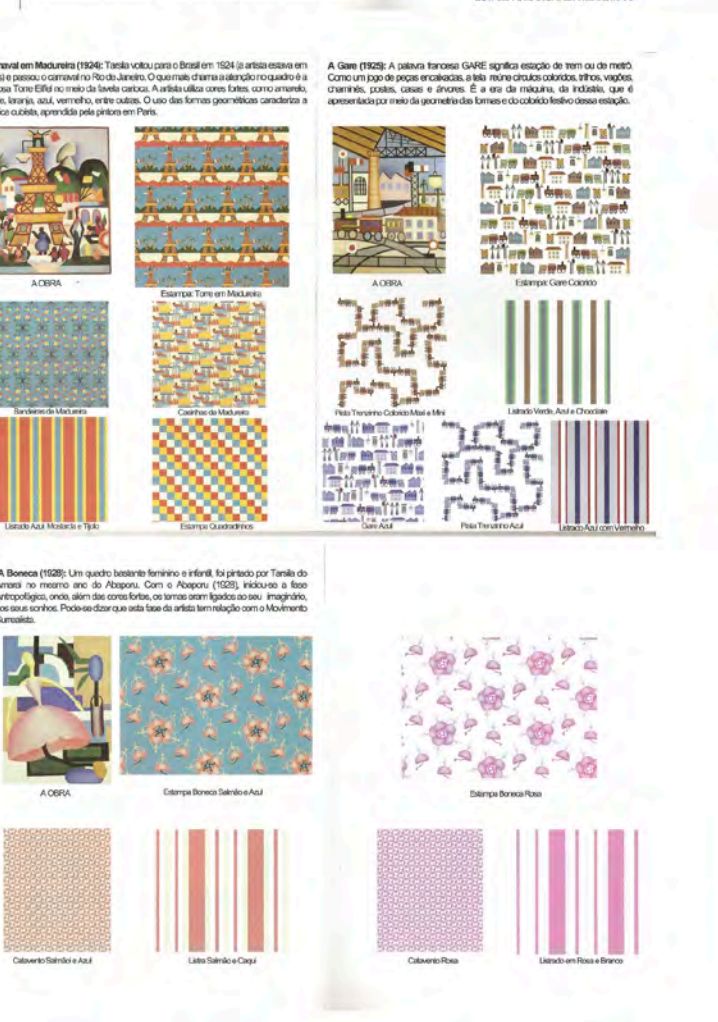 naval em Madureira (1924): Tarsila voltou para o Brasil em 1924 (a artista estava em
s) e passou o carnaval no Rio de Janeiro. O que mais chama a atenção no quadro é a
osa Torre Eiffel no meio da favela carioca. A artista utiliza cores fortes, como amarelo,
e, laranja, azul, vermelho, entre outras. O uso das formas geométricas caracteriza a
ica cubista, aprendida pela pintora em Paris.
A OBRA
Estampa: Torre em Madureira
Bandeiras de Madureira
Casinhas de Madureira
Listrado Azul Mostarda e Tijolo
Estampa Quadradinhos
A Gare (1925): A palavra francesa GARE significa estação de trem ou de metrô.
Como um jogo de peças encaixadas, a tela reúne círculos coloridos, trilhos, vagões,
chaminés, postes, casas e árvores. É a era da máquina, da indústria, que é
apresentada por meio da geometria das formas e do colorido festivo dessa estação.
A OBRA
Estampa: Gare Colorido
Pista Trenzinho Colorido Maxi e Mini
Listrado Verde, Azul e Chocolate
Gare Azul
Pista Trenzinho Azul
Listrado Azul com Vermelho
A Boneca (1928): Um quadro bastante feminino e infantil, foi pintado por Tarsila do
Amaral no mesmo ano do Abaporu. Com o Abaporu (1928), iniciou-se a fase
Antropofágica, onde, além das cores fortes, os temas eram ligados ao seu imaginário,
aos seus sonhos. Pode-se dizer que esta fase da artista tem relação com o Movimento
Surrealista.
A OBRA
Estampa Boneca Salmão e Azul
Estampa Boneca Rosa
Catavento Salmão e Azul
Listra Salmão e Caqui
Catavento Rosa
Listrado em Rosa e Branco